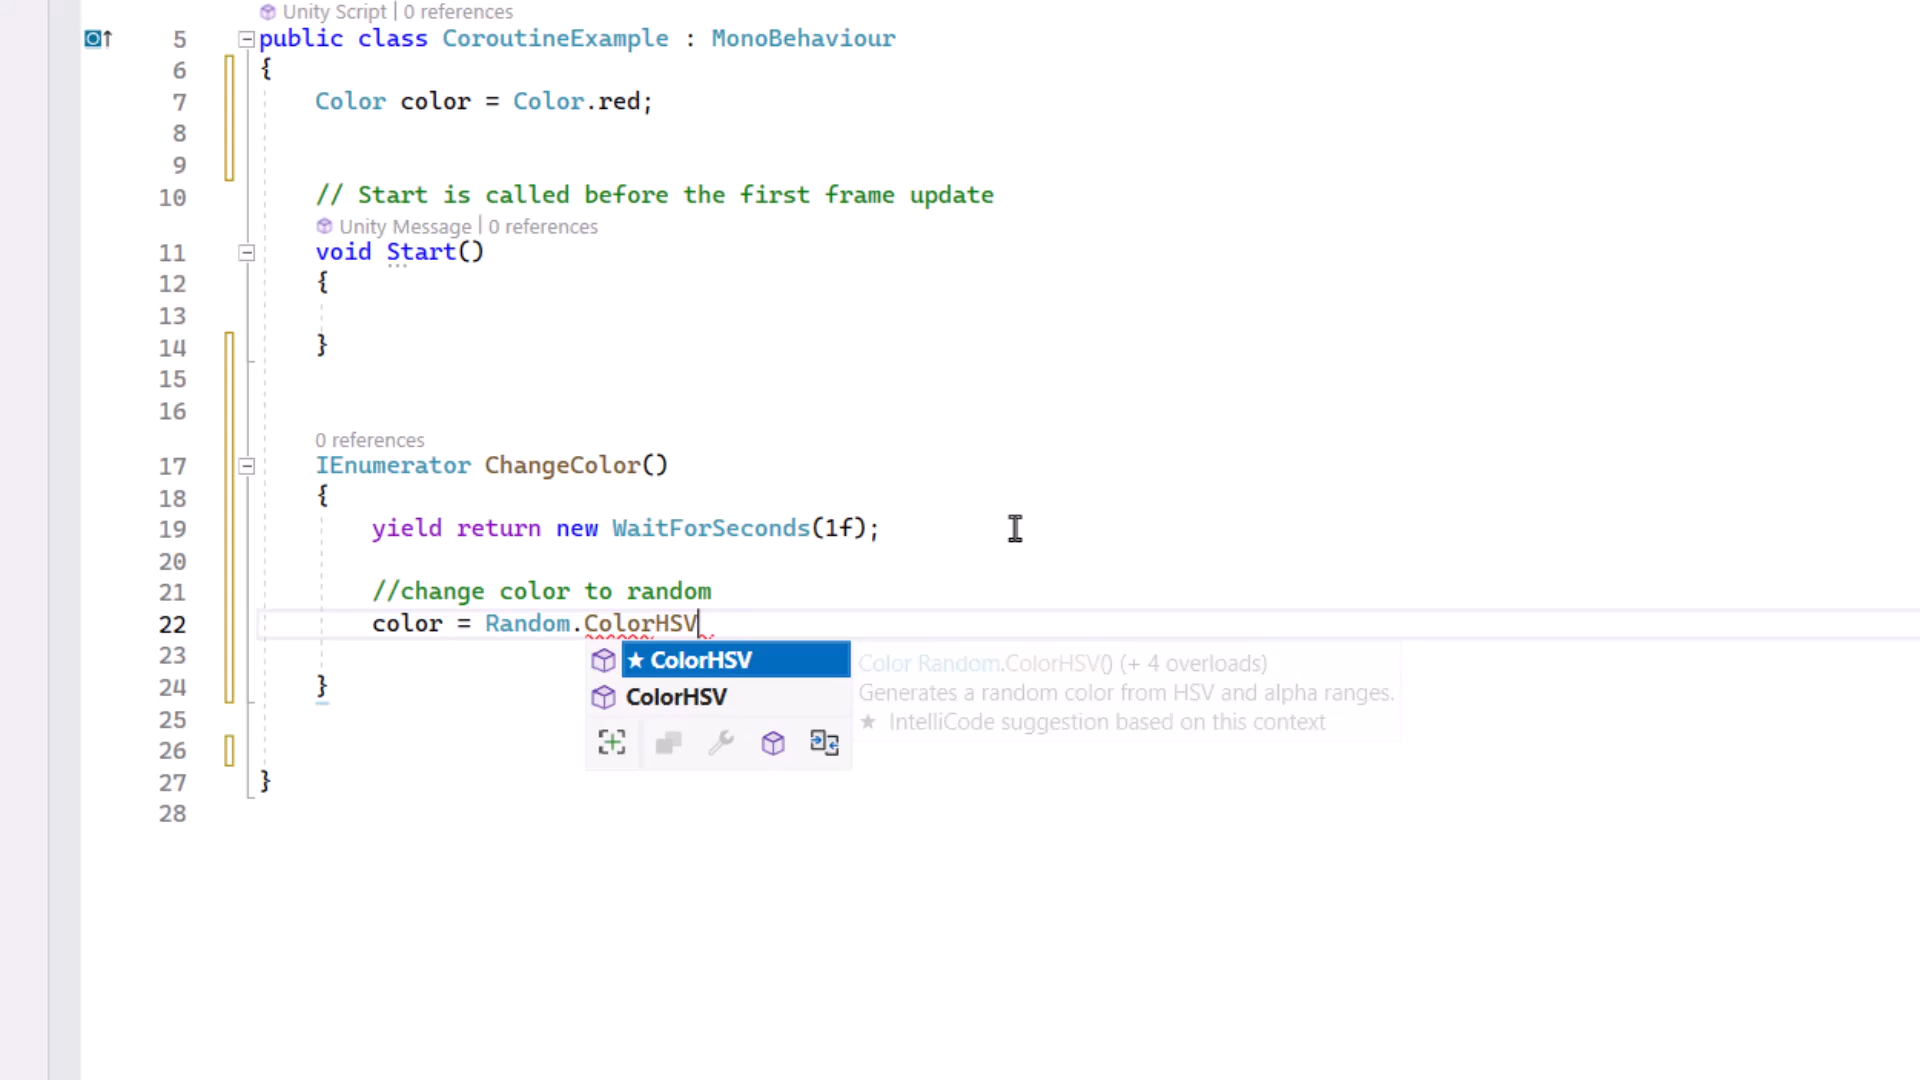 Unity Script | 0 references
5 public class CoroutineExample : MonoBehaviour
6 {
7 Color color = Color.red;
8
9
10 // Start is called before the first frame update
Unity Message | 0 references
11 void Start()
12 {
13
14 }
15
16
0 references
17 IEnumerator ChangeColor()
18 {
19 yield return new WaitForSeconds(1f);
20
21 //change color to random
22 color = Random.ColorHSV
23
24 }
25
26
27 }
28
★ ColorHSV
ColorHSV
Color Random.ColorHSV() (+ 4 overloads)
Generates a random color from HSV and alpha ranges.
★ IntelliCode suggestion based on this context